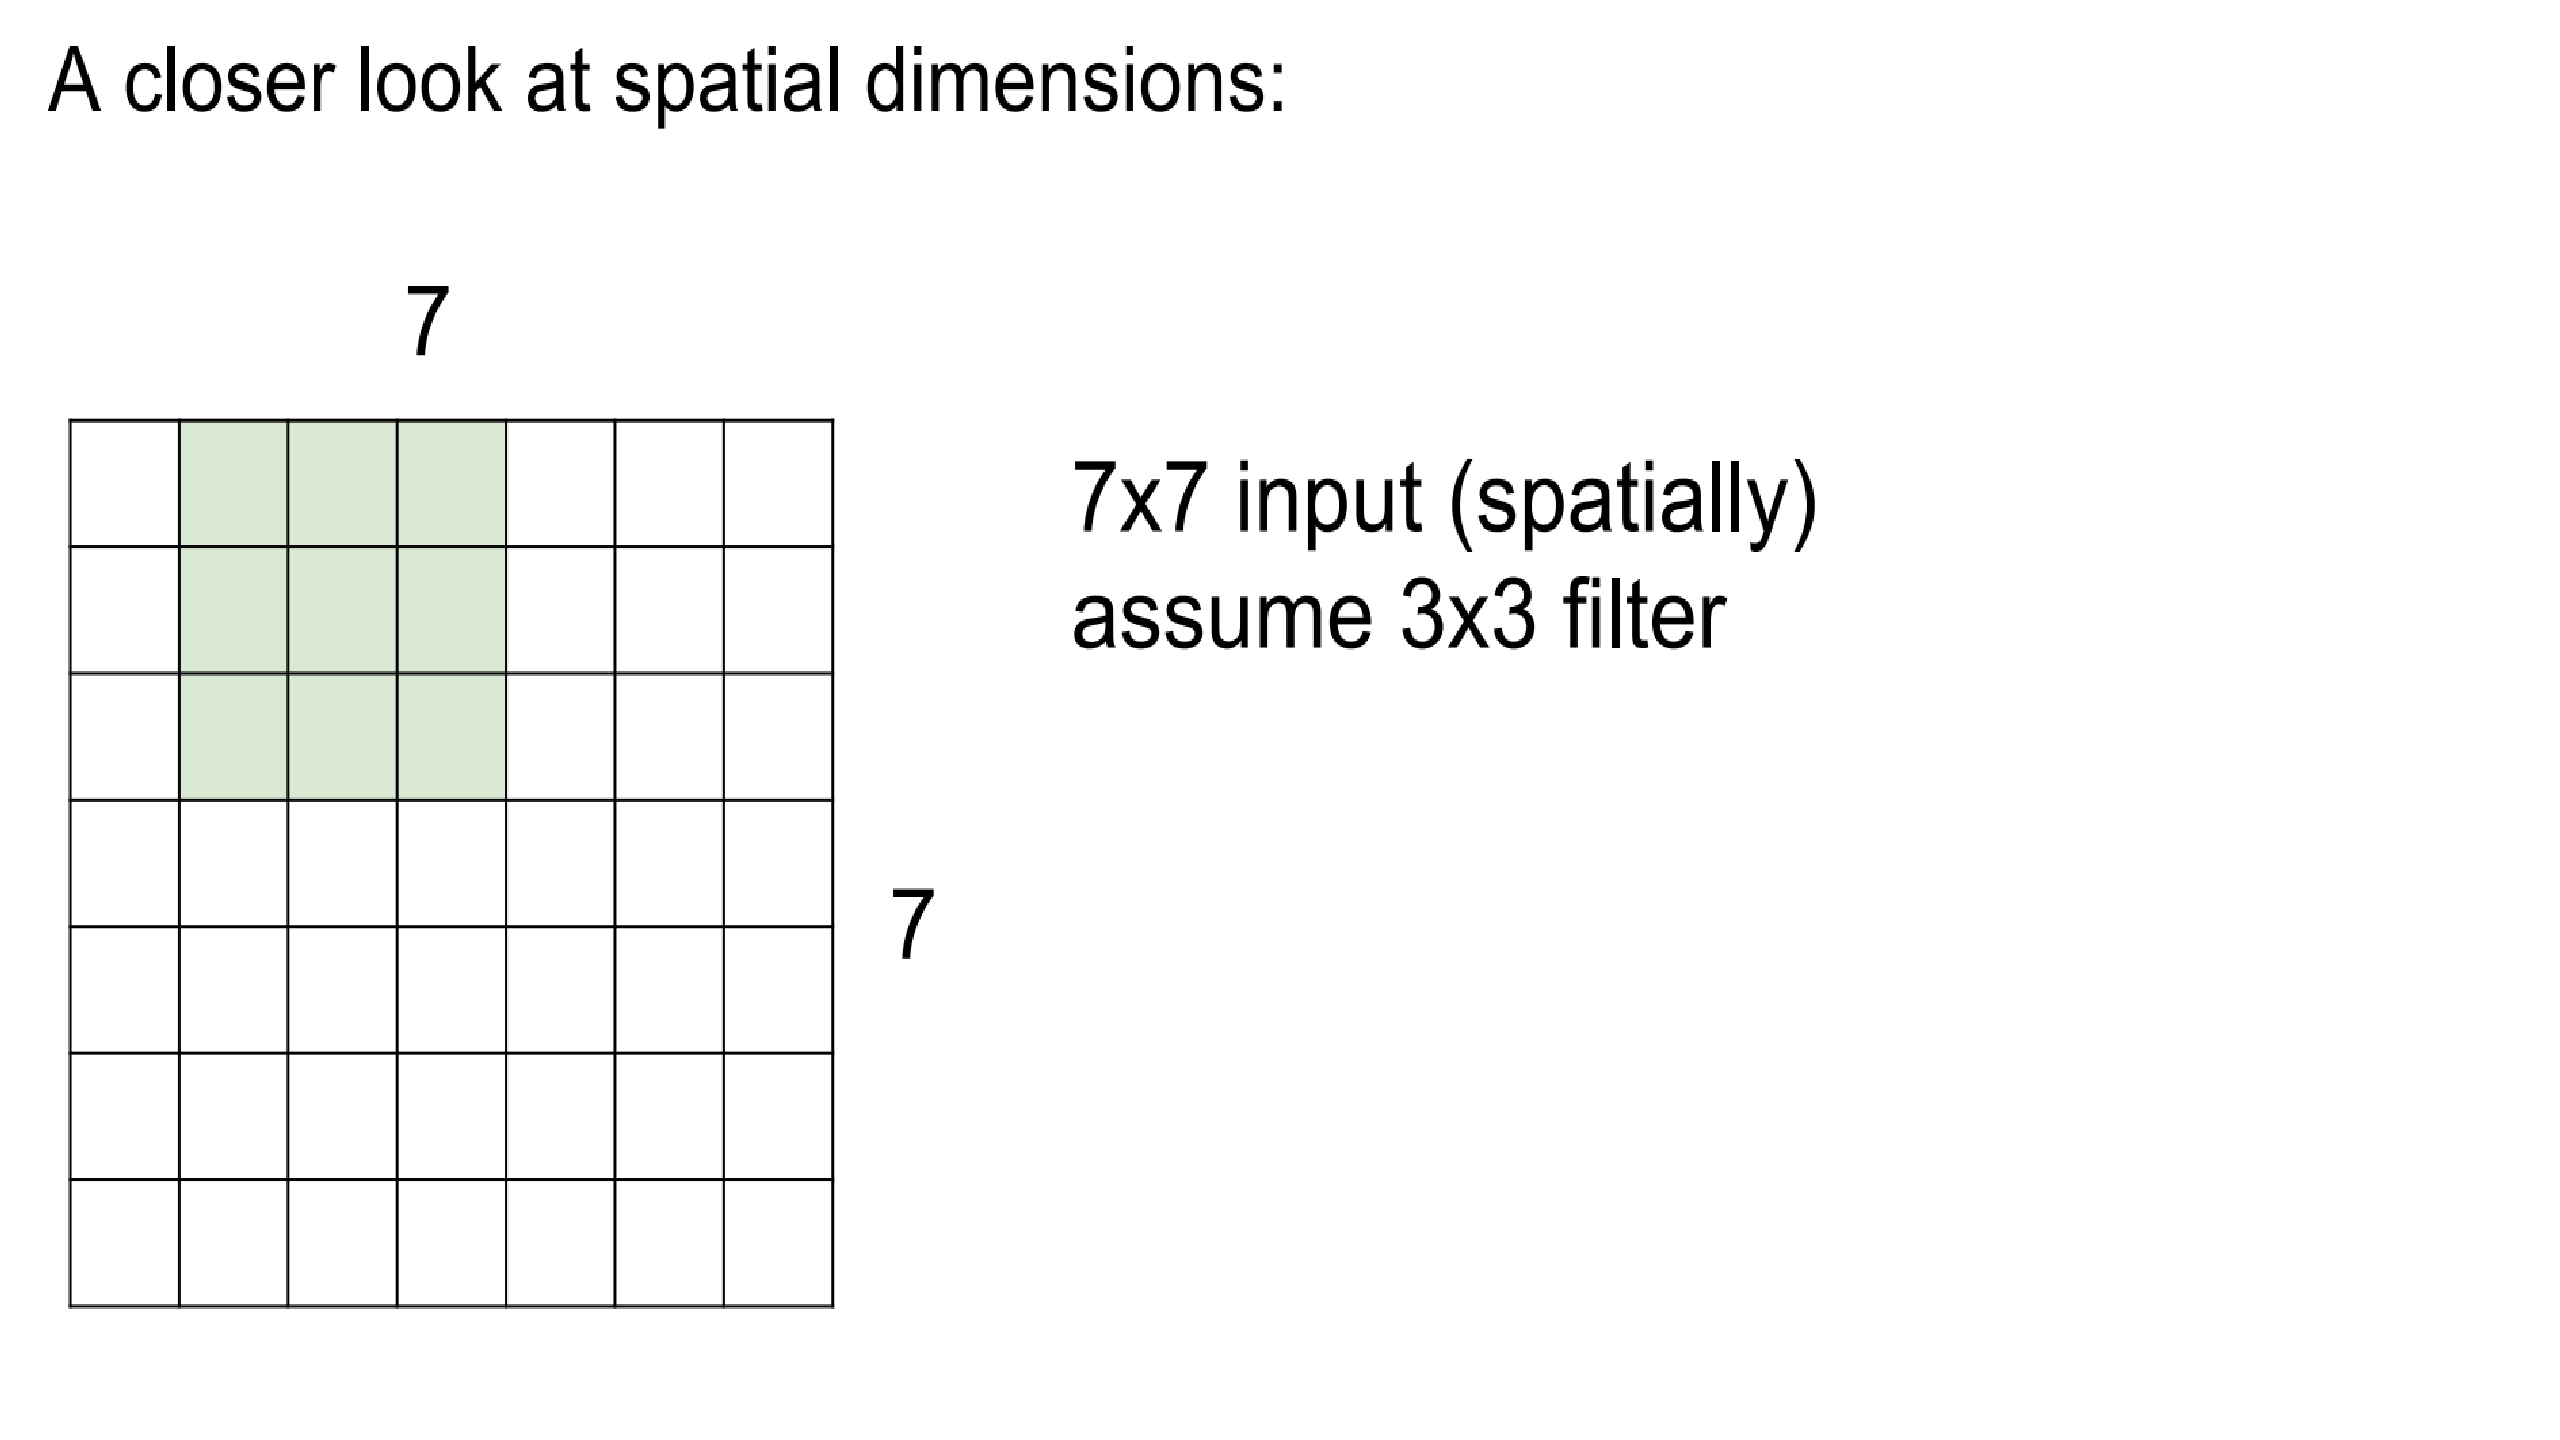 A closer look at spatial dimensions:
7
7x7 input (spatially)
assume 3x3 filter
7